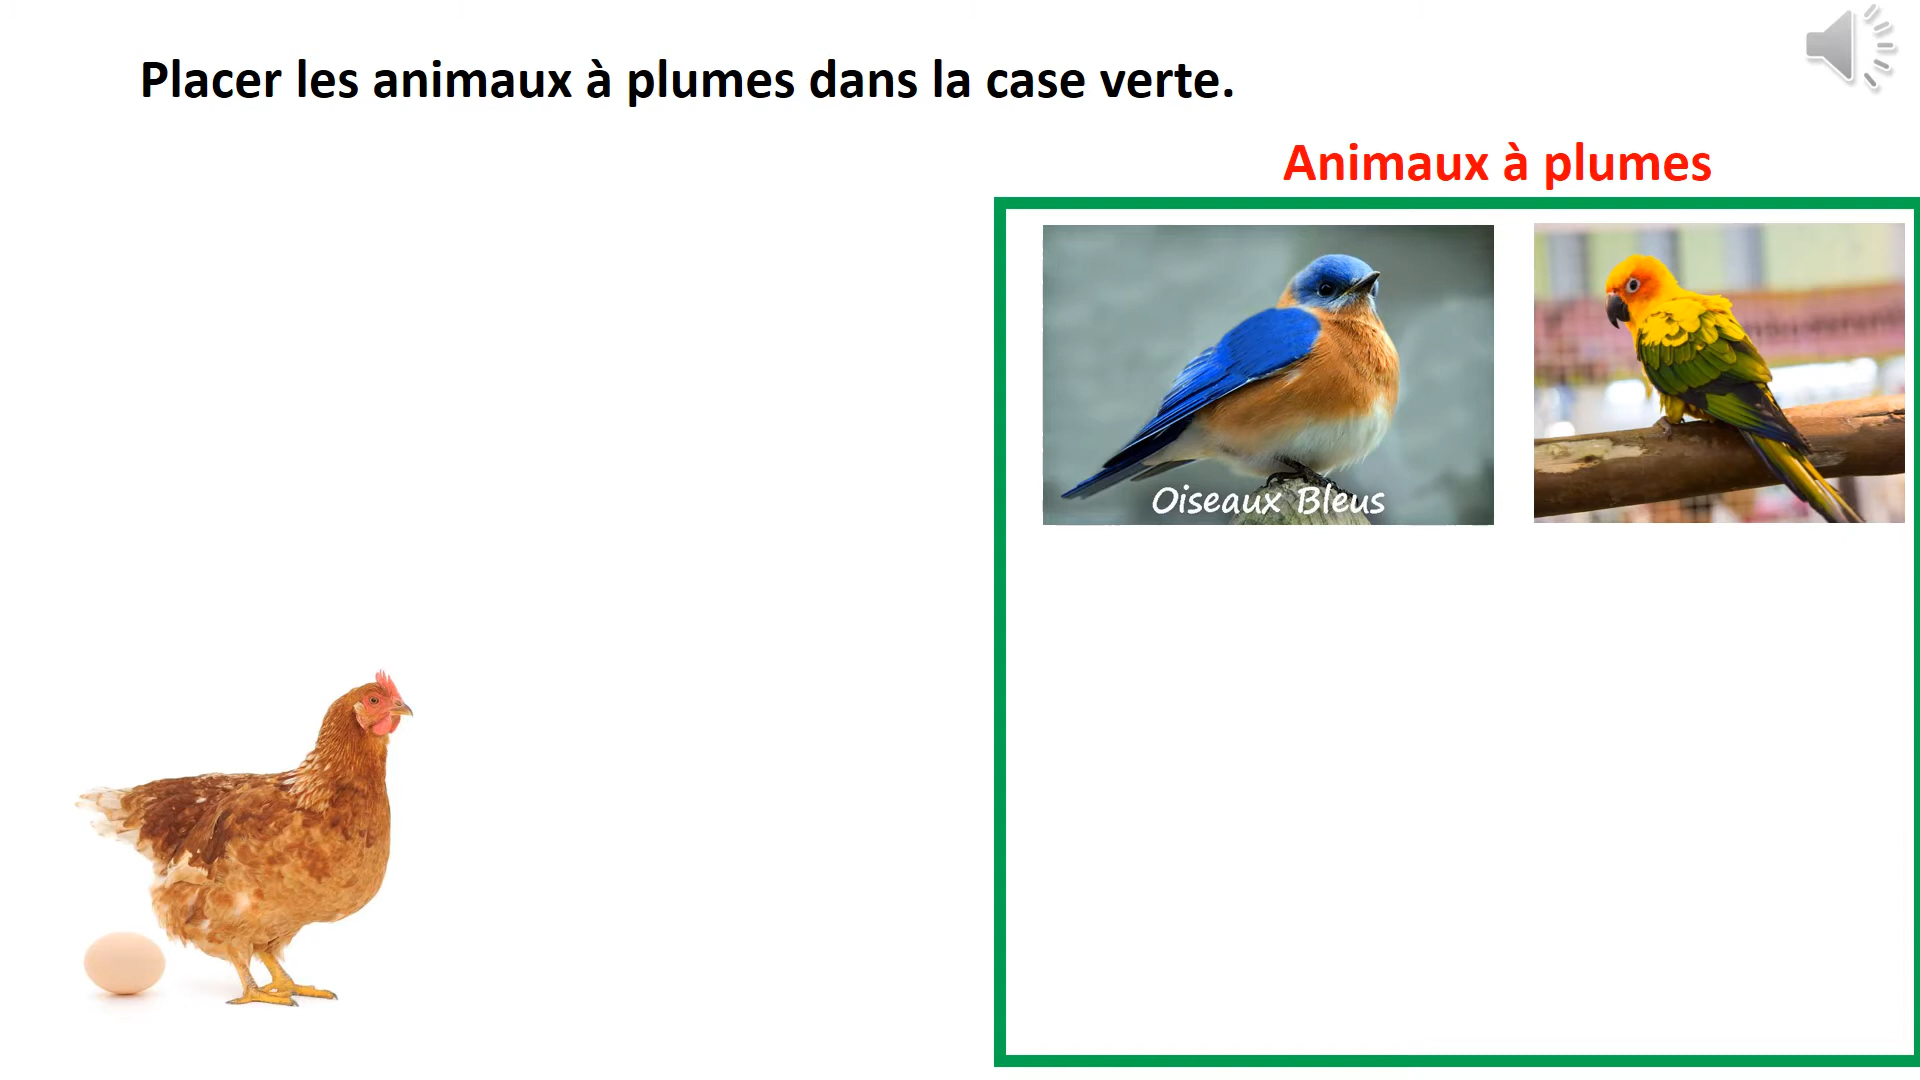 Placer les animaux à plumes dans la case verte.
Animaux à plumes
Oiseaux Bleus